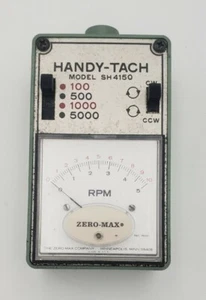 HANDY-TACH
MODEL SH4150
100
500
1000
5000
CW
CCW
RPM
ZERO-MAX®